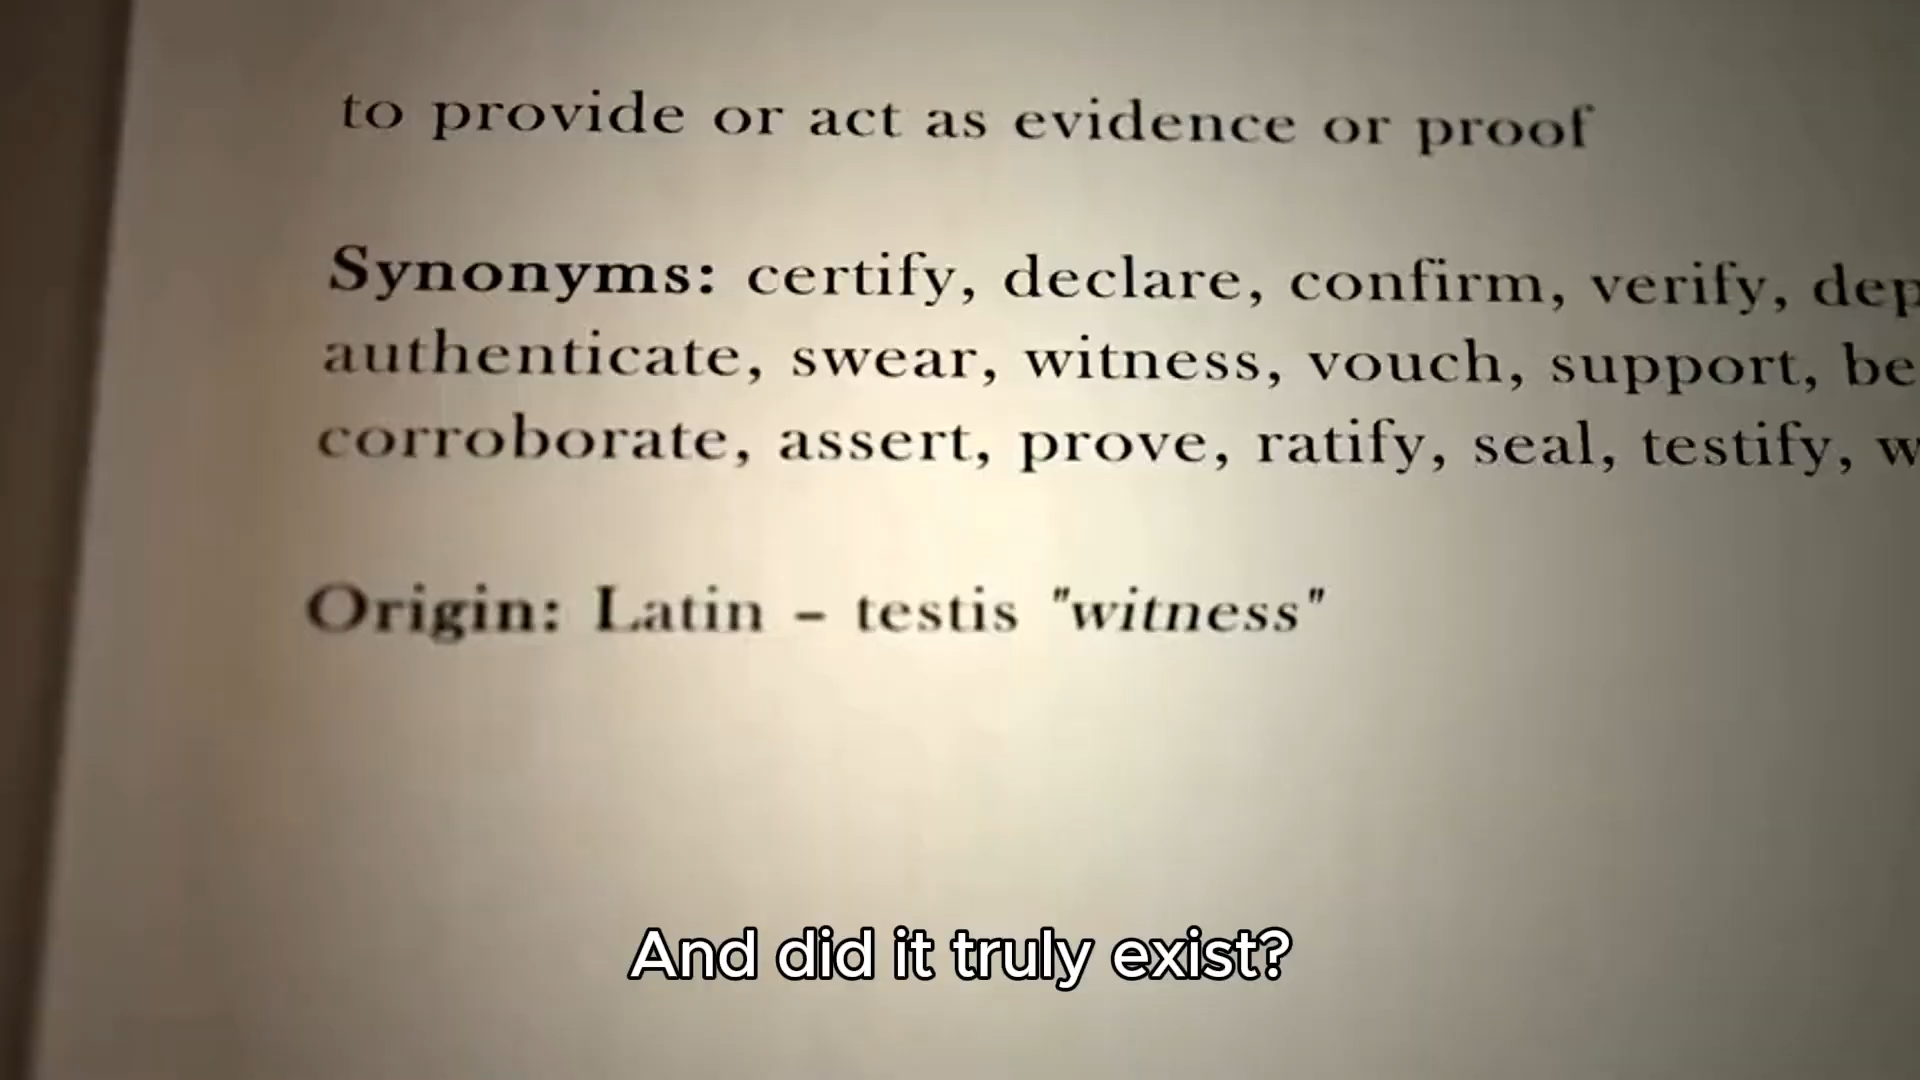 to provide or act as evidence or proof
Synonyms: certify, declare, confirm, verify,
authenticate, swear, witness, vouch, support,
corroborate, assert, prove, ratify, seal, testify,
Origin: Latin – testis "witness"
And did it truly exist?